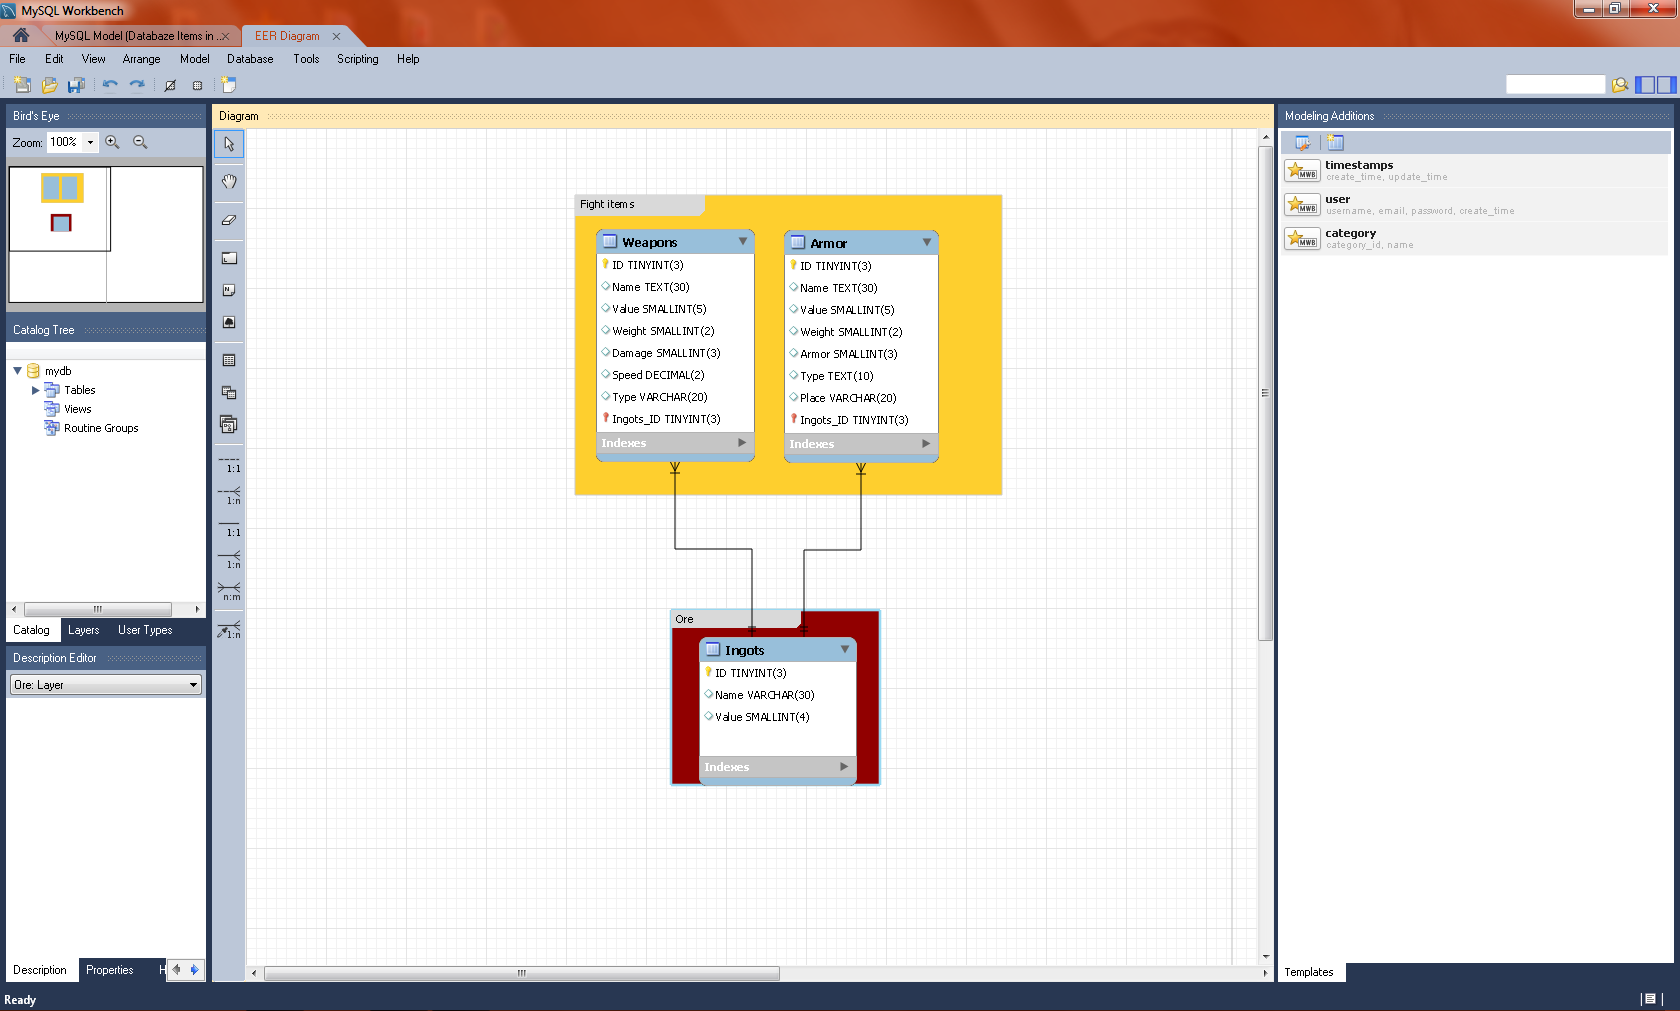 MySQL Workbench
MySQL Model (Databaze Items in ...
EER Diagram
File Edit View Arrange Model Database Tools Scripting Help
Bird's Eye
Zoom: 100%
Catalog Tree
mydb
Tables
Views
Routine Groups
Catalog Layers User Types
Description Editor
Ore: Layer
Description Properties H
Ready
Diagram
1:1
1:n
1:1
1:n
n:m
1:n
Fight items
Weapons
ID TINYINT(3)
Name TEXT(30)
Value SMALLINT(5)
Weight SMALLINT(2)
Damage SMALLINT(3)
Speed DECIMAL(2)
Type VARCHAR(20)
Ingots_ID TINYINT(3)
Indexes
Armor
ID TINYINT(3)
Name TEXT(30)
Value SMALLINT(5)
Weight SMALLINT(2)
Armor SMALLINT(3)
Type TEXT(10)
Place VARCHAR(20)
Ingots_ID TINYINT(3)
Indexes
Ore
Ingots
ID TINYINT(3)
Name VARCHAR(30)
Value SMALLINT(4)
Indexes
Modeling Additions
MWB
timestamps
create_time, update_time
MWB
user
username, email, password, create_time
MWB
category
category_id, name
Templates